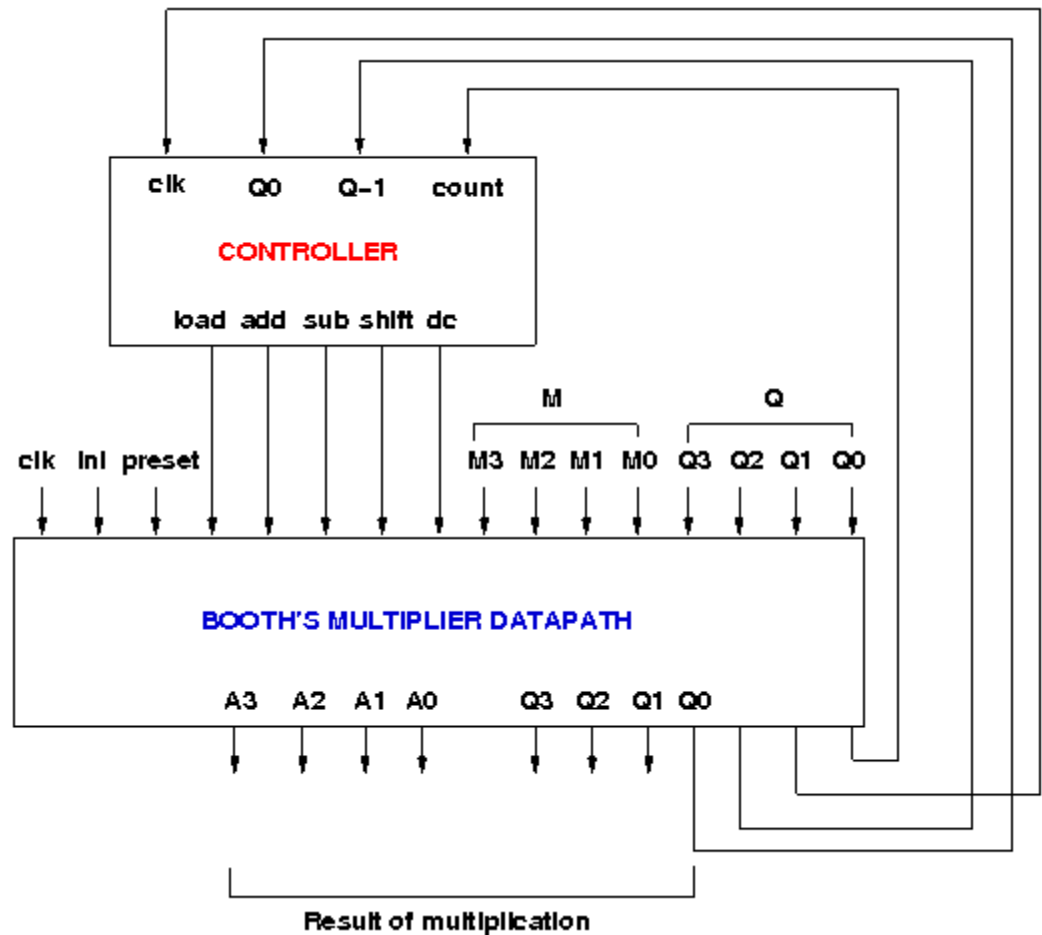 clk Q0 Q-1 count
CONTROLLER
load add sub shift dc
M Q
clk ini preset M3 M2 M1 M0 Q3 Q2 Q1 Q0
BOOTH'S MULTIPLIER DATAPATH
A3 A2 A1 A0 Q3 Q2 Q1 Q0
Result of multiplication